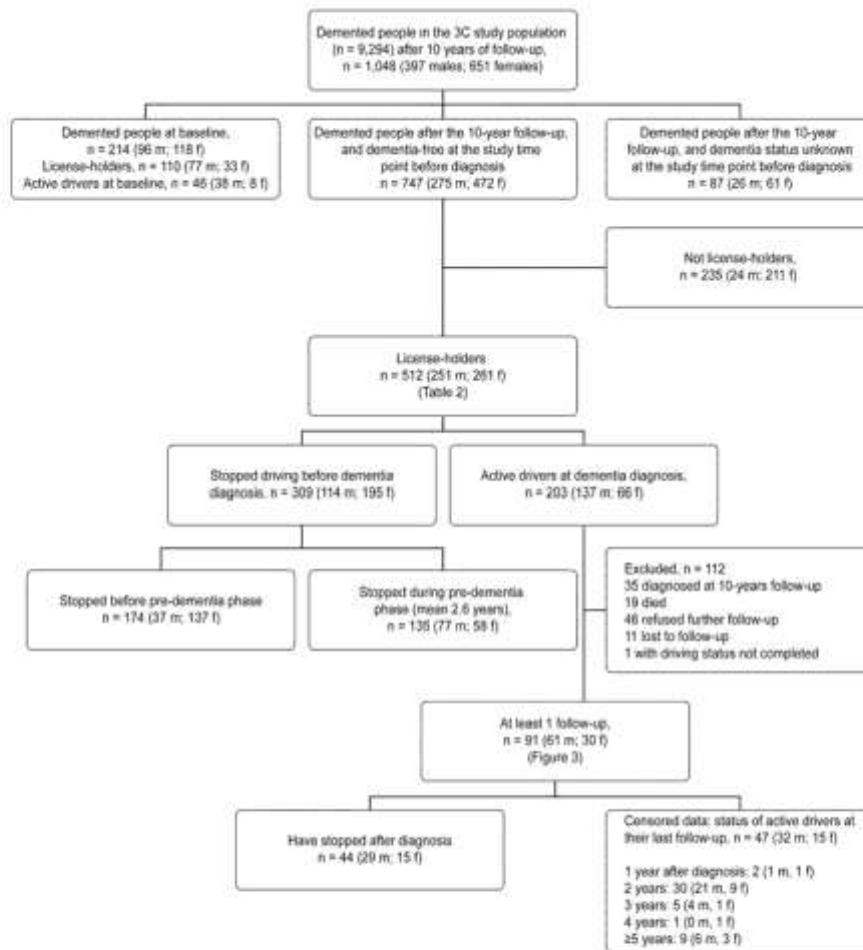 Demented people in the 3C study population
(n = 9,294) after 10 years of follow-up,
n = 1,048 (397 males; 651 females)
Demented people at baseline,
n = 214 (96 m; 118 f)
License-holders, n = 110 (77 m; 33 f)
Active drivers at baseline, n = 46 (38 m; 8 f)
Demented people after the 10-year follow-up,
and dementia-free at the study time
point before diagnosis
n = 747 (275 m; 472 f)
Demented people after the 10-year
follow-up, and dementia status unknown
at the study time point before diagnosis
n = 87 (26 m; 61 f)
Not license-holders,
n = 235 (24 m; 211 f)
License-holders
n = 512 (251 m; 261 f)
(Table 2)
Stopped driving before dementia
diagnosis, n = 309 (114 m; 195 f)
Active drivers at dementia diagnosis,
n = 203 (137 m; 66 f)
Stopped before pre-dementia phase
n = 174 (37 m; 137 f)
Stopped during pre-dementia
phase (mean 2.6 years),
n = 135 (77 m; 58 f)
Excluded, n = 112
35 diagnosed at 10-years follow-up
19 died
46 refused further follow-up
11 lost to follow-up
1 with driving status not completed
At least 1 follow-up,
n = 91 (61 m; 30 f)
(Figure 3)
Have stopped after diagnosis
n = 44 (29 m; 15 f)
Censored data: status of active drivers at
their last follow-up, n = 47 (32 m; 15 f)
1 year after diagnosis: 2 (1 m, 1 f)
2 years: 30 (21 m, 9 f)
3 years: 5 (4 m, 1 f)
4 years: 1 (0 m, 1 f)
≥5 years: 9 (6 m, 3 f)